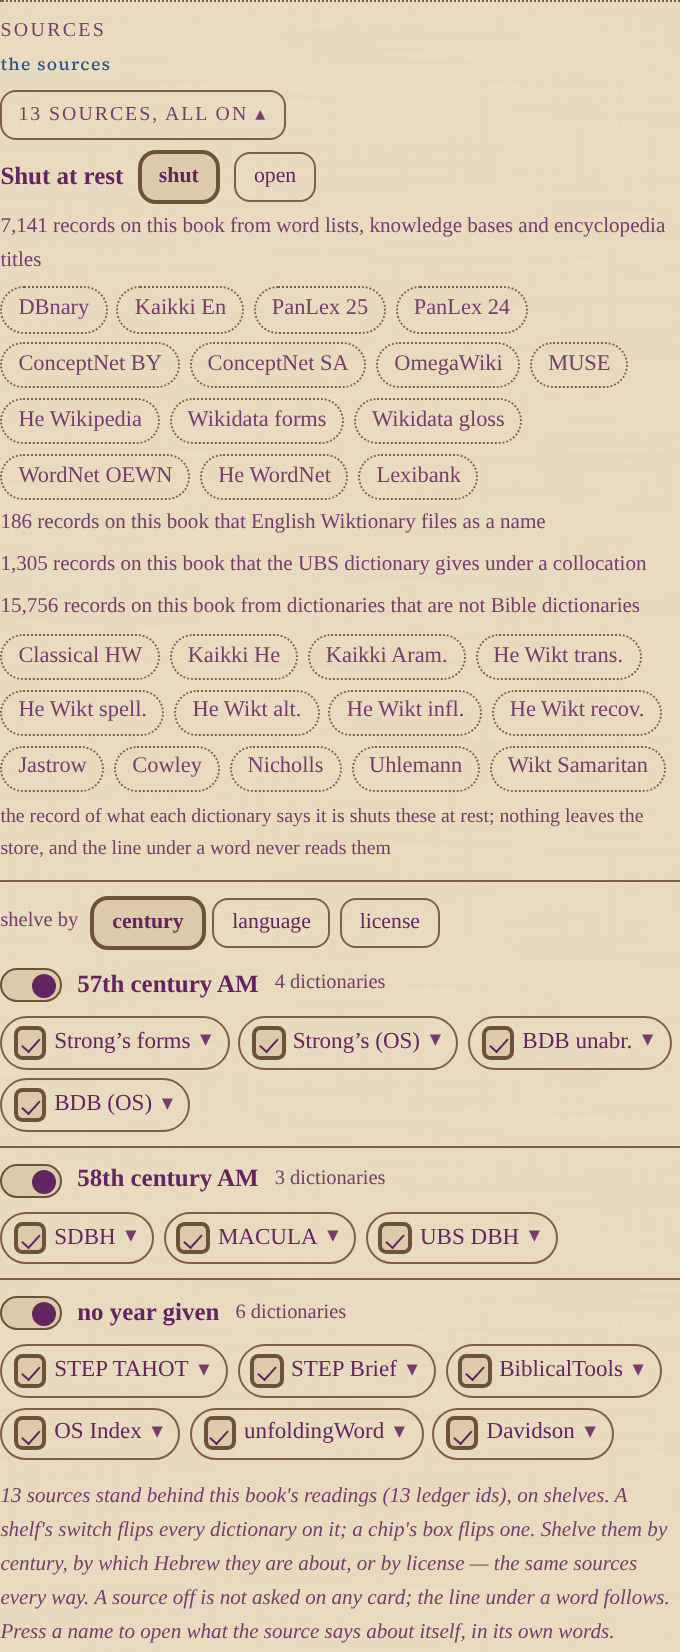 SOURCES
the sources
13 SOURCES, ALL ON ▴
Shut at rest shut open
7,141 records on this book from word lists, knowledge bases and encyclopedia
titles
DBnary Kaikki En PanLex 25 PanLex 24
ConceptNet BY ConceptNet SA OmegaWiki MUSE
He Wikipedia Wikidata forms Wikidata gloss
WordNet OEWN He WordNet Lexibank
186 records on this book that English Wiktionary files as a name
1,305 records on this book that the UBS dictionary gives under a collocation
15,756 records on this book from dictionaries that are not Bible dictionaries
Classical HW Kaikki He Kaikki Aram. He Wikt trans.
He Wikt spell. He Wikt alt. He Wikt infl. He Wikt recov.
Jastrow Cowley Nicholls Uhlemann Wikt Samaritan
the record of what each dictionary says it is shuts these at rest; nothing leaves the
store, and the line under a word never reads them
shelve by century language license
57th century AM 4 dictionaries
Strong’s forms ▾ Strong’s (OS) ▾ BDB unabr. ▾
BDB (OS) ▾
58th century AM 3 dictionaries
SDBH ▾ MACULA ▾ UBS DBH ▾
no year given 6 dictionaries
STEP TAHOT ▾ STEP Brief ▾ BiblicalTools ▾
OS Index ▾ unfoldingWord ▾ Davidson ▾
13 sources stand behind this book's readings (13 ledger ids), on shelves. A
shelf's switch flips every dictionary on it; a chip's box flips one. Shelve them by
century, by which Hebrew they are about, or by license — the same sources
every way. A source off is not asked on any card; the line under a word follows.
Press a name to open what the source says about itself, in its own words.